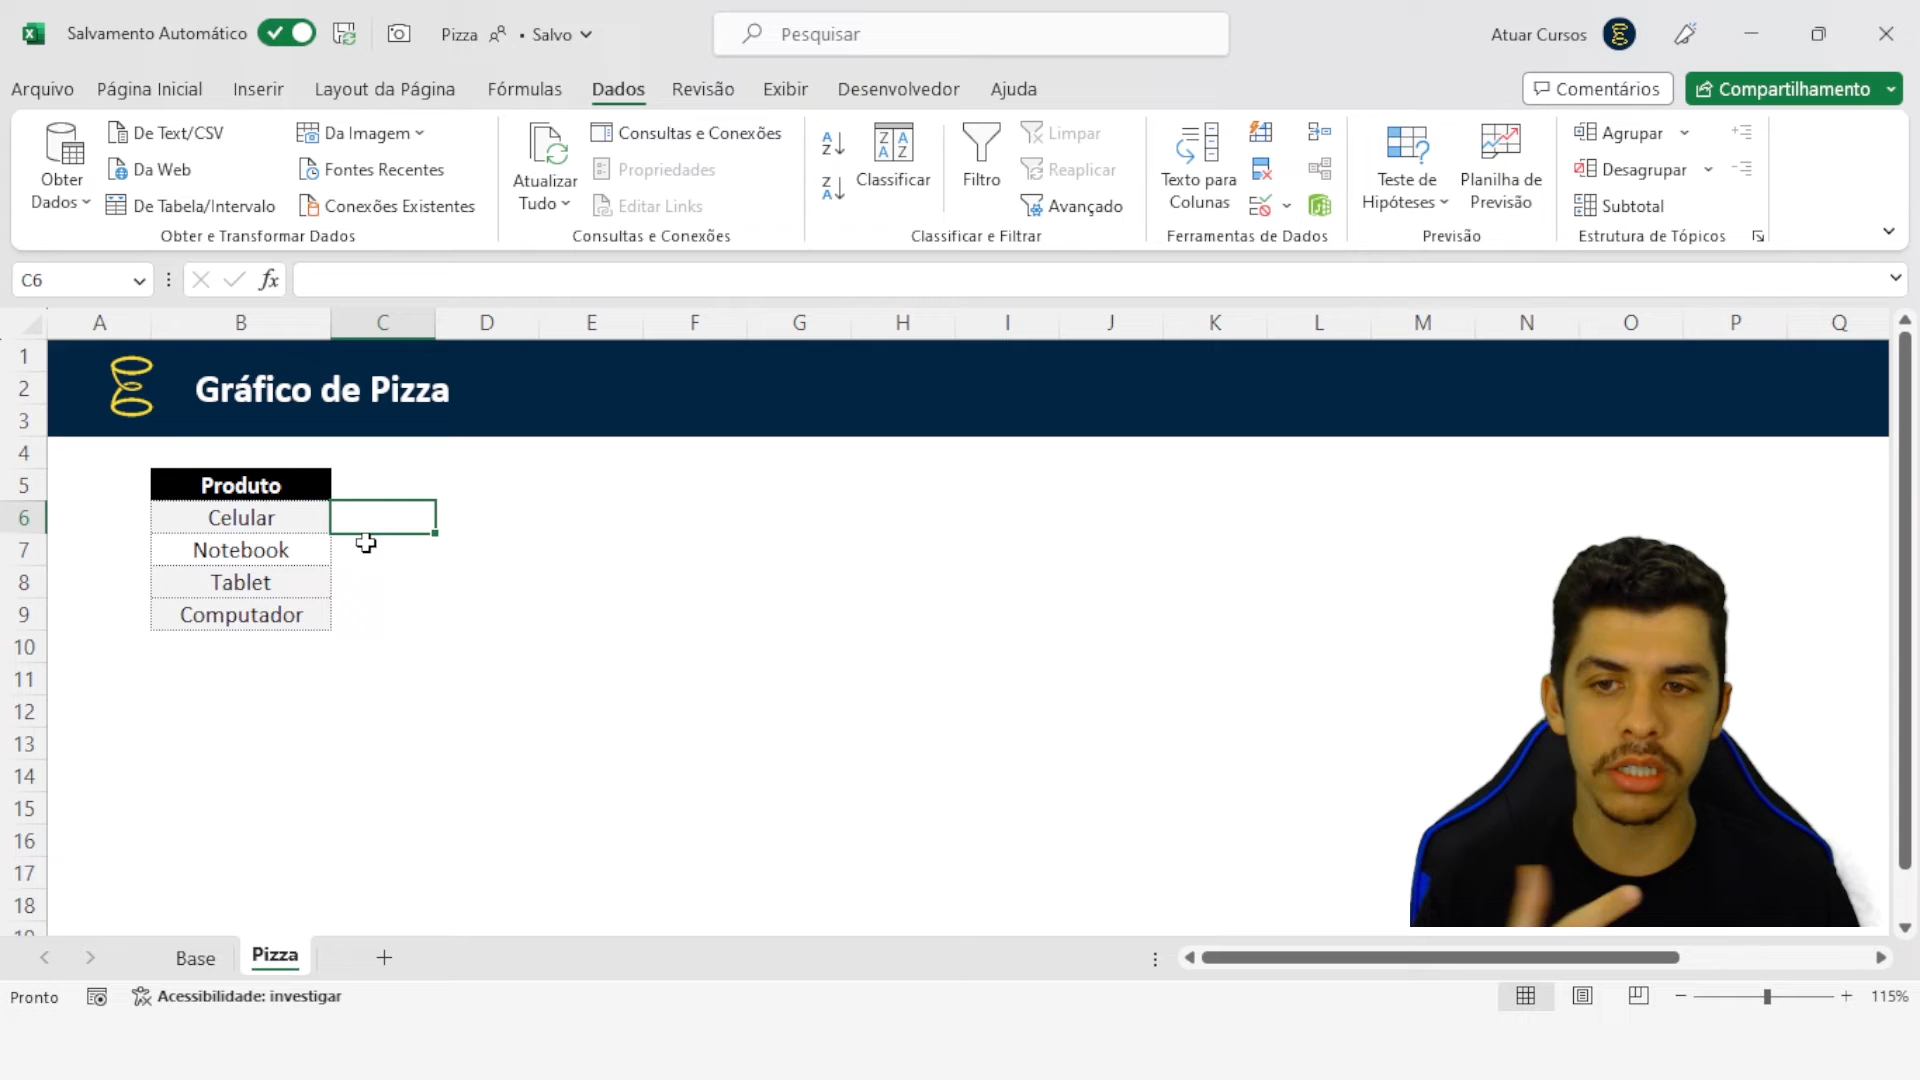 Salvamento Automático
Pizza • Salvo
Pesquisar
Atuar Cursos
Arquivo Página Inicial Inserir Layout da Página Fórmulas Dados Revisão Exibir Desenvolvedor Ajuda
Comentários
Compartilhamento
Obter Dados
De Text/CSV
Da Web
De Tabela/Intervalo
Da Imagem
Fontes Recentes
Conexões Existentes
Obter e Transformar Dados
Atualizar Tudo
Consultas e Conexões
Propriedades
Editar Links
Consultas e Conexões
A Z
Z A
Z A A Z
Classificar
Filtro
Limpar
Reaplicar
Avançado
Classificar e Filtrar
Texto para Colunas
Ferramentas de Dados
Teste de Hipóteses
Planilha de Previsão
Previsão
Agrupar
Desagrupar
Subtotal
Estrutura de Tópicos
C6
fx
A B C D E F G H I J K L M N O P Q
1
2 Gráfico de Pizza
3
4
5 Produto
6 Celular
7 Notebook
8 Tablet
9 Computador
10
11
12
13
14
15
16
17
18
Base Pizza
Pronto
Acessibilidade: investigar
115%